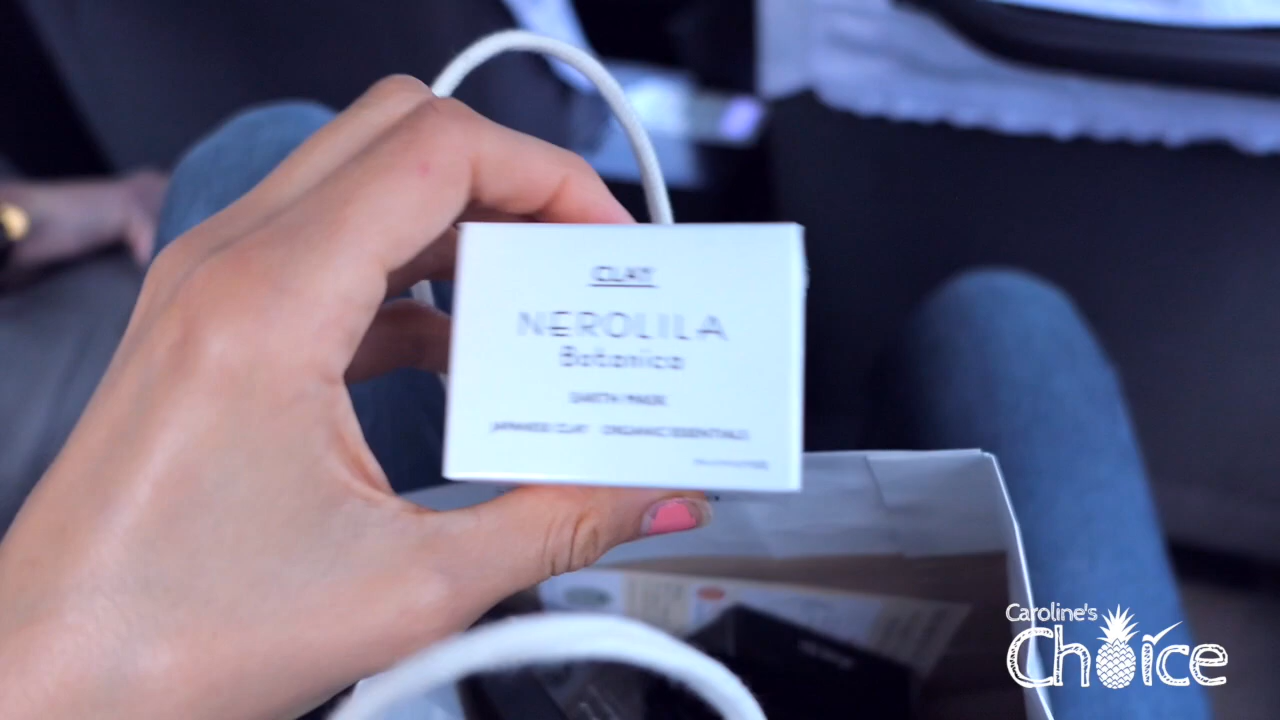 CLAY
NEROLILA
Botanica
EARTH MASK
JAPANESE CLAY ORGANIC ESSENTIALS
Caroline's
Choice